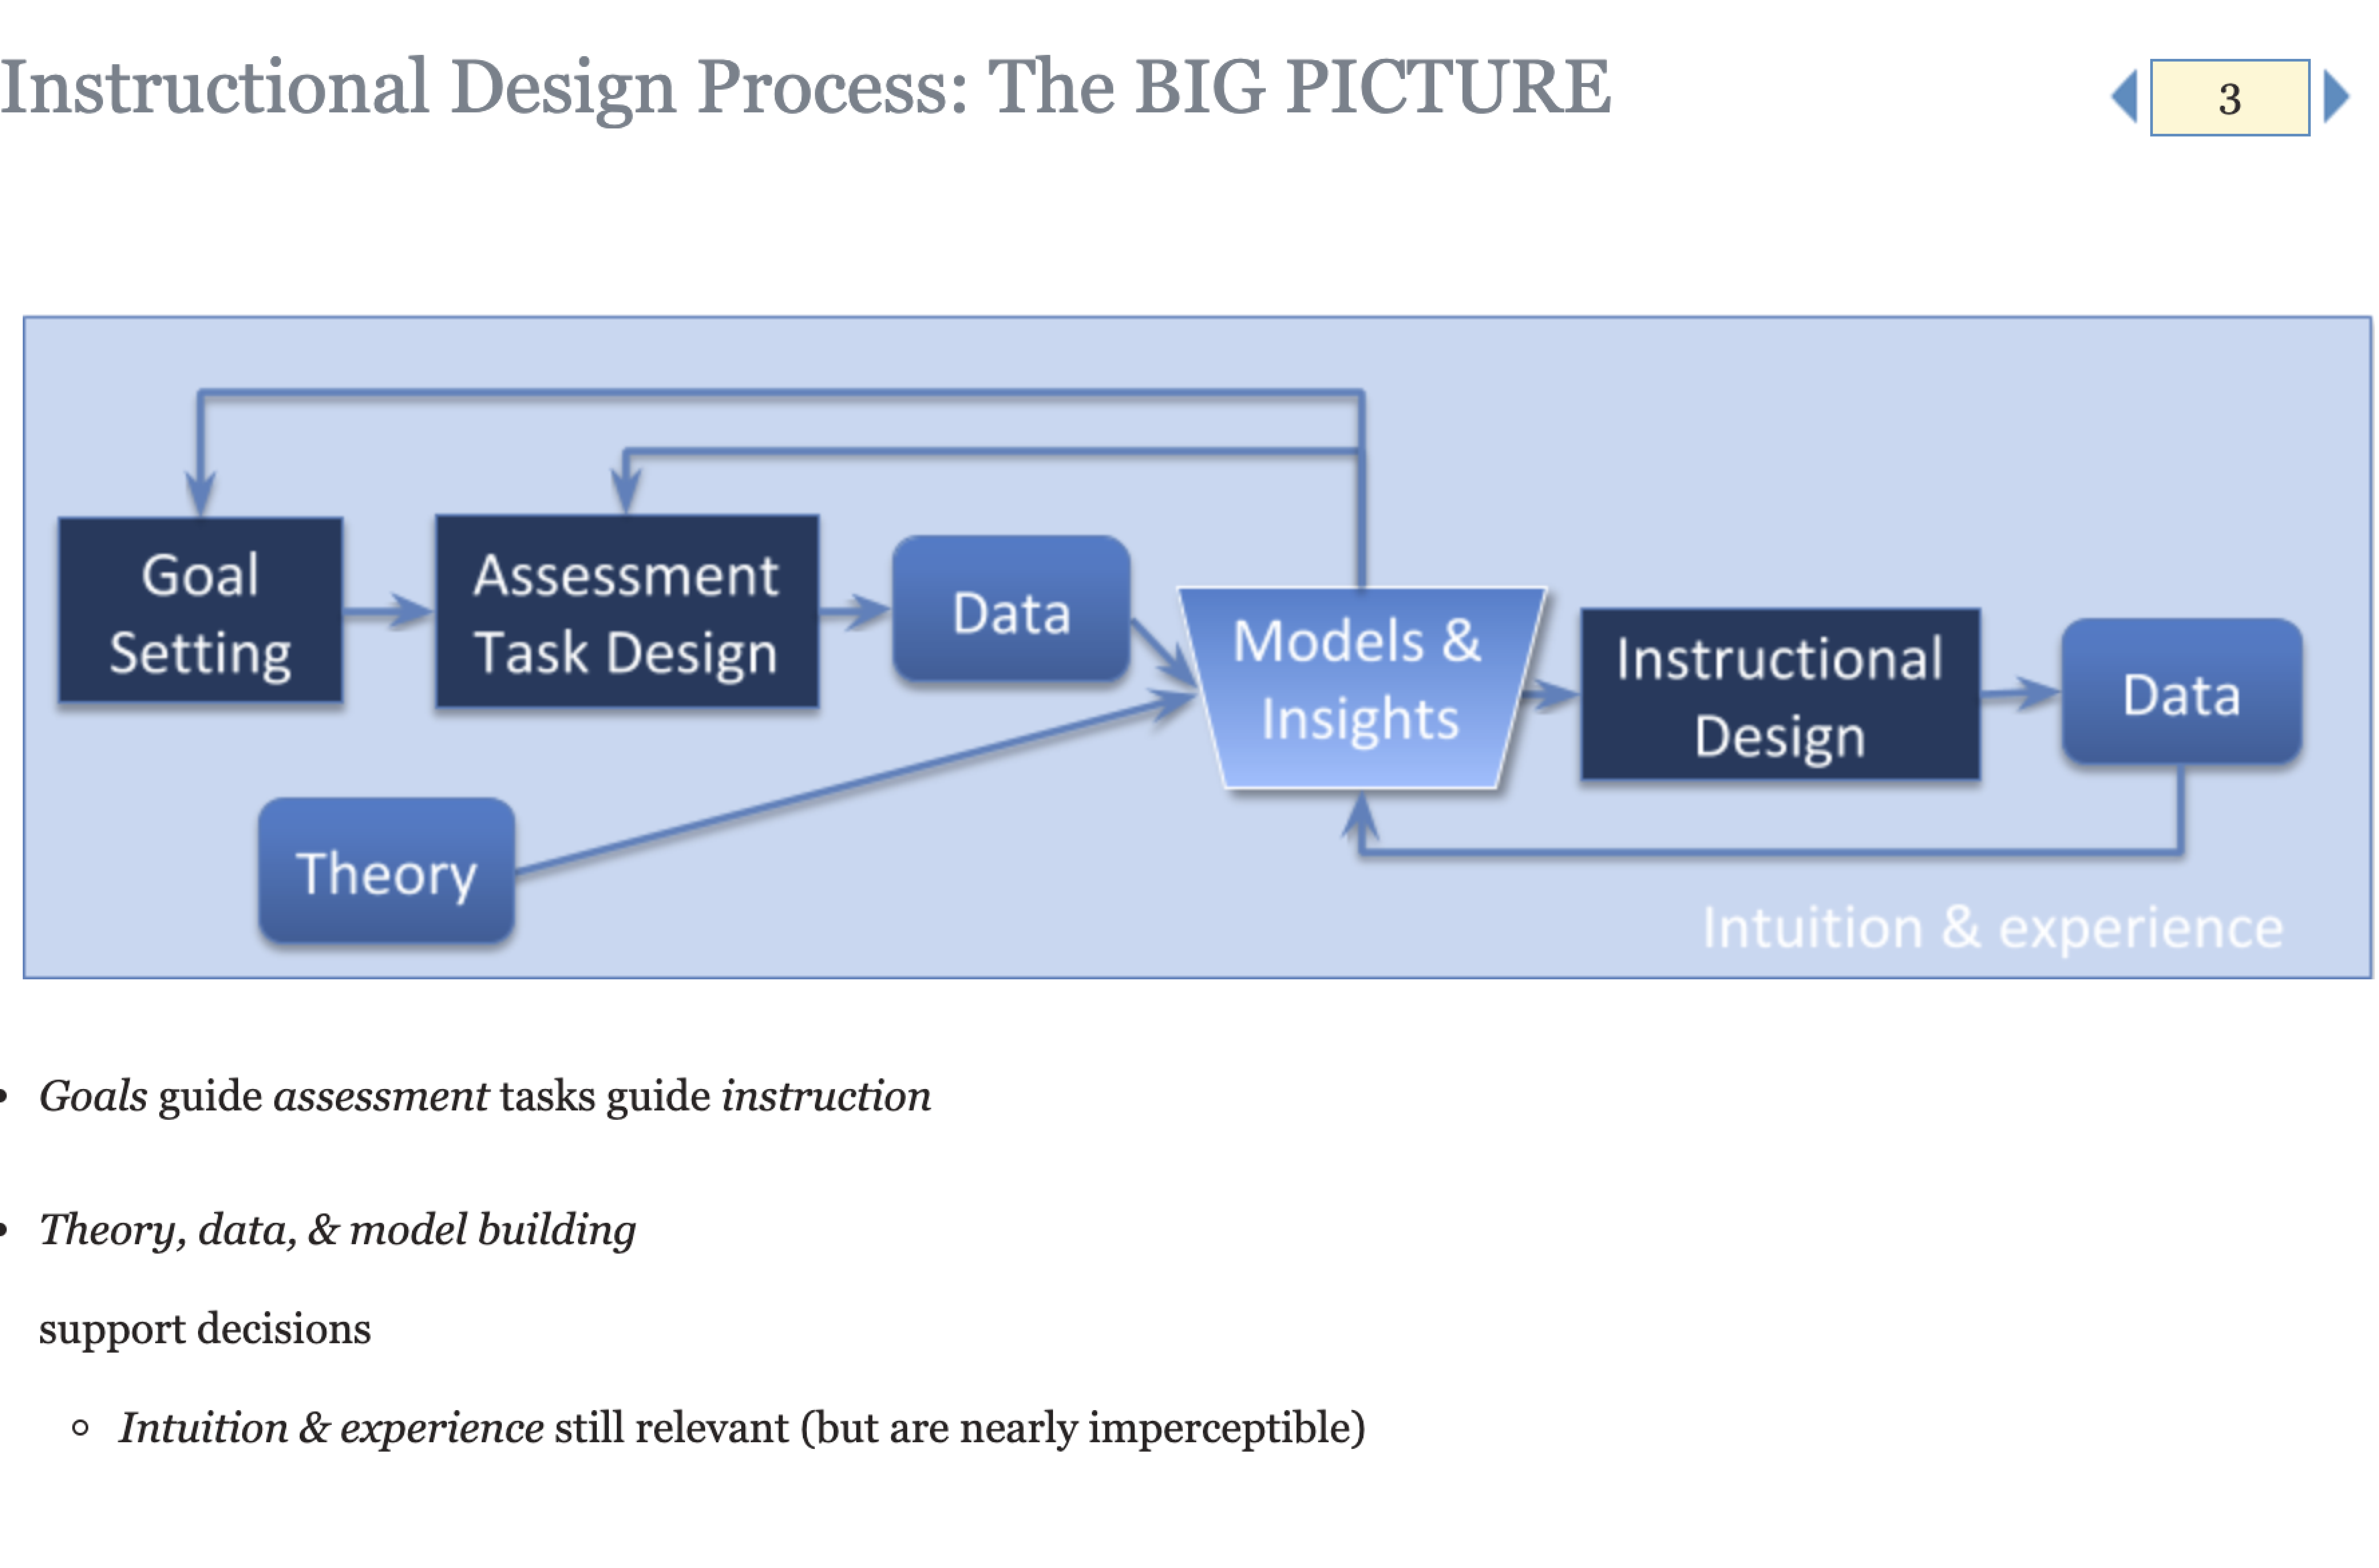 Instructional Design Process: The BIG PICTURE
3
Goal
Setting
Assessment
Task Design
Data
Models &
Insights
Instructional
Design
Data
Theory
Intuition & experience
• Goals guide assessment tasks guide instruction
• Theory, data, & model building
support decisions
○ Intuition & experience still relevant (but are nearly imperceptible)